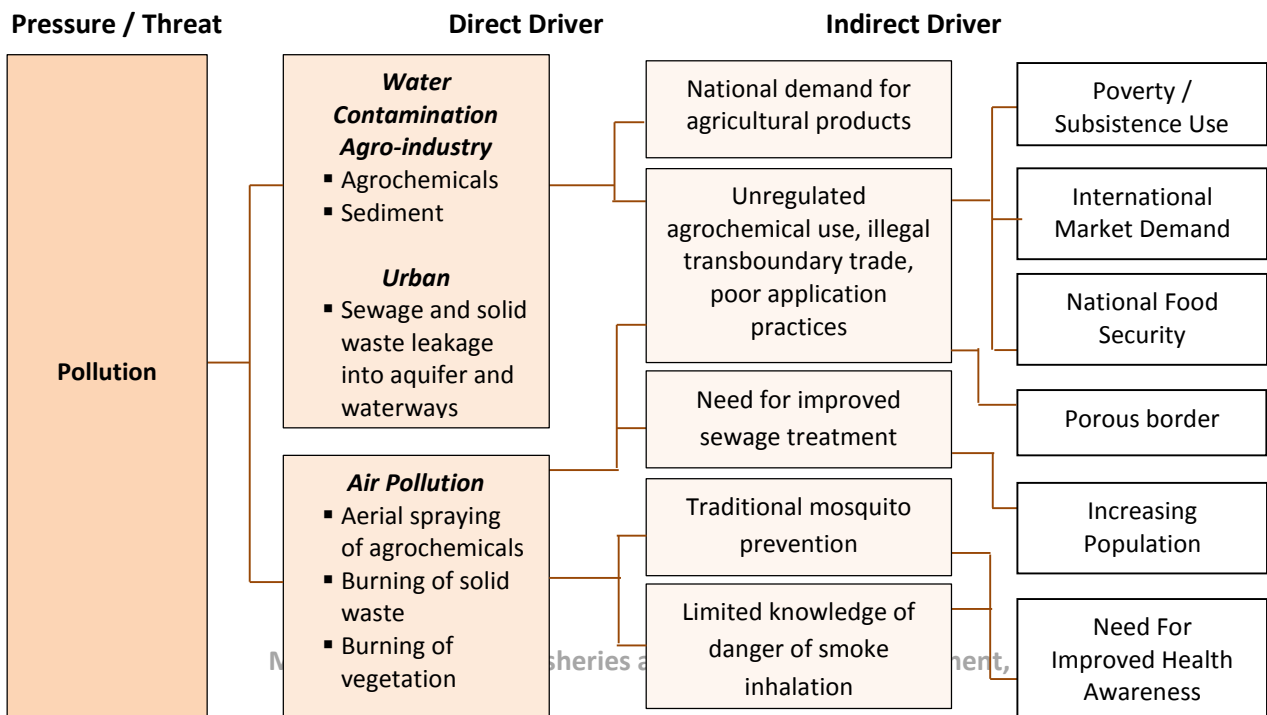 Pressure / Threat
Direct Driver
Indirect Driver
Pollution
Water
Contamination
Agro-industry
▪ Agrochemicals
▪ Sediment
Urban
▪ Sewage and solid
waste leakage
into aquifer and
waterways
Air Pollution
▪ Aerial spraying
of agrochemicals
▪ Burning of solid
waste
▪ Burning of
vegetation
National demand for
agricultural products
Unregulated
agrochemical use, illegal
transboundary trade,
poor application
practices
Need for improved
sewage treatment
Traditional mosquito
prevention
Limited knowledge of
danger of smoke
inhalation
Poverty /
Subsistence Use
International
Market Demand
National Food
Security
Porous border
Increasing
Population
Need For
Improved Health
Awareness